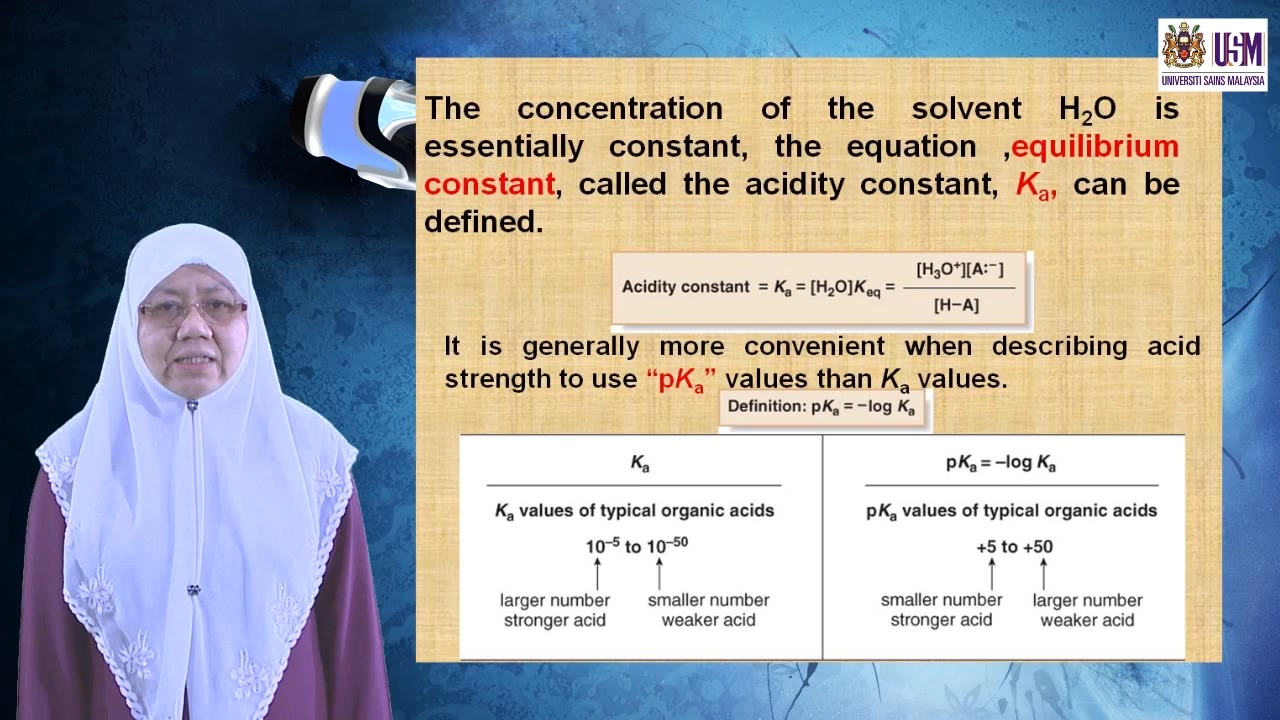 USM
UNIVERSITI SAINS MALAYSIA
The concentration of the solvent H₂O is
essentially constant, the equation ,equilibrium
constant, called the acidity constant, Kₐ, can be
defined.
Acidity constant = Kₐ = [H₂O]Keq = [H₃O⁺][A:⁻]
[H–A]
It is generally more convenient when describing acid
strength to use “pKₐ” values than Kₐ values.
Definition: pKₐ = –log Kₐ
Kₐ
Kₐ values of typical organic acids
10⁻⁵ to 10⁻⁵⁰
larger number smaller number
stronger acid weaker acid
pKₐ = –log Kₐ
pKₐ values of typical organic acids
+5 to +50
smaller number larger number
stronger acid weaker acid